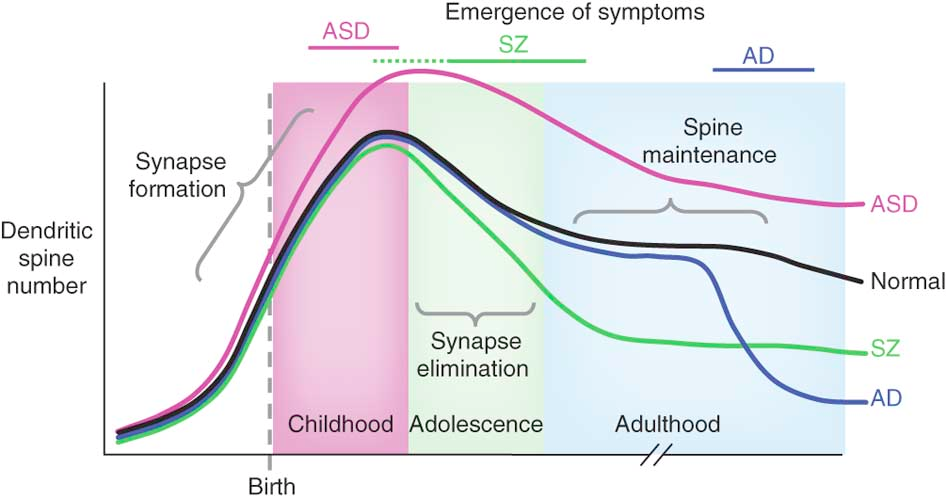 Emergence of symptoms
ASD
SZ
AD
Synapse
formation
Spine
maintenance
Dendritic
spine
number
ASD
Normal
SZ
AD
Synapse
elimination
Childhood
Adolescence
Adulthood
Birth